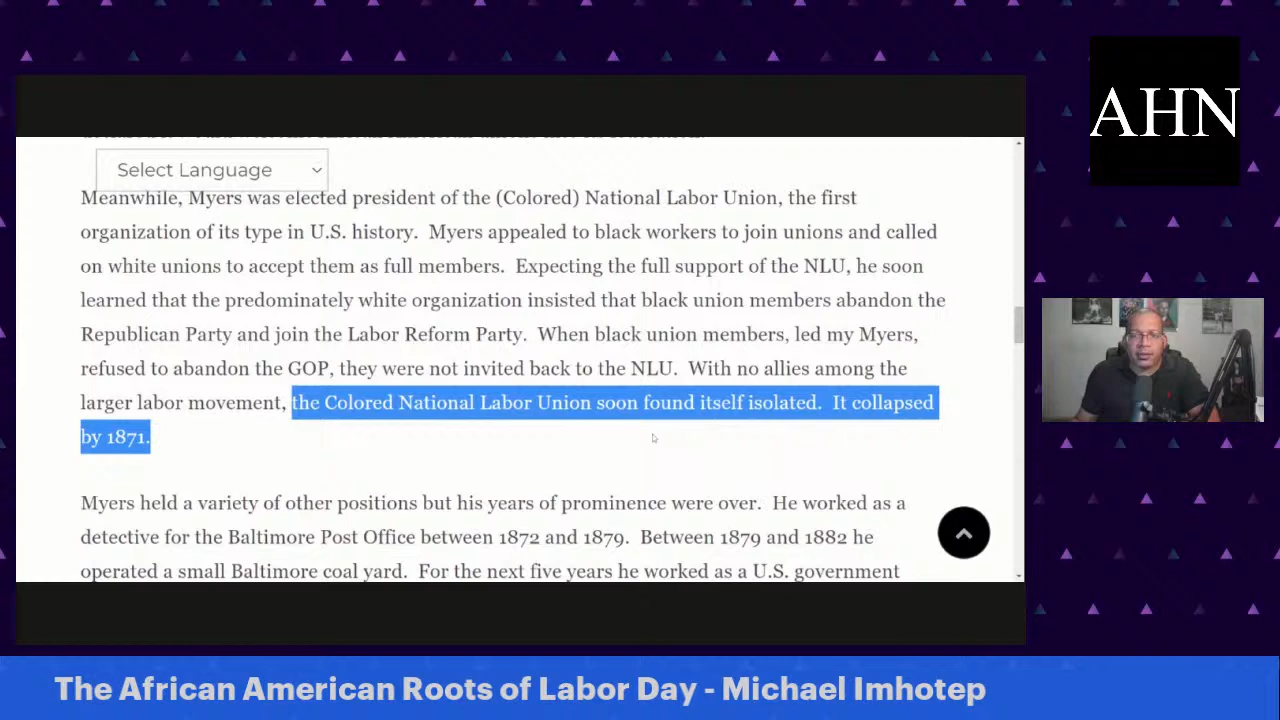 AHN
Select Language
Meanwhile, Myers was elected president of the (Colored) National Labor Union, the first
organization of its type in U.S. history. Myers appealed to black workers to join unions and called
on white unions to accept them as full members. Expecting the full support of the NLU, he soon
learned that the predominately white organization insisted that black union members abandon the
Republican Party and join the Labor Reform Party. When black union members, led my Myers,
refused to abandon the GOP, they were not invited back to the NLU. With no allies among the
larger labor movement, the Colored National Labor Union soon found itself isolated. It collapsed
by 1871.
Myers held a variety of other positions but his years of prominence were over. He worked as a
detective for the Baltimore Post Office between 1872 and 1879. Between 1879 and 1882 he
operated a small Baltimore coal yard. For the next five years he worked as a U.S. government
The African American Roots of Labor Day - Michael Imhotep